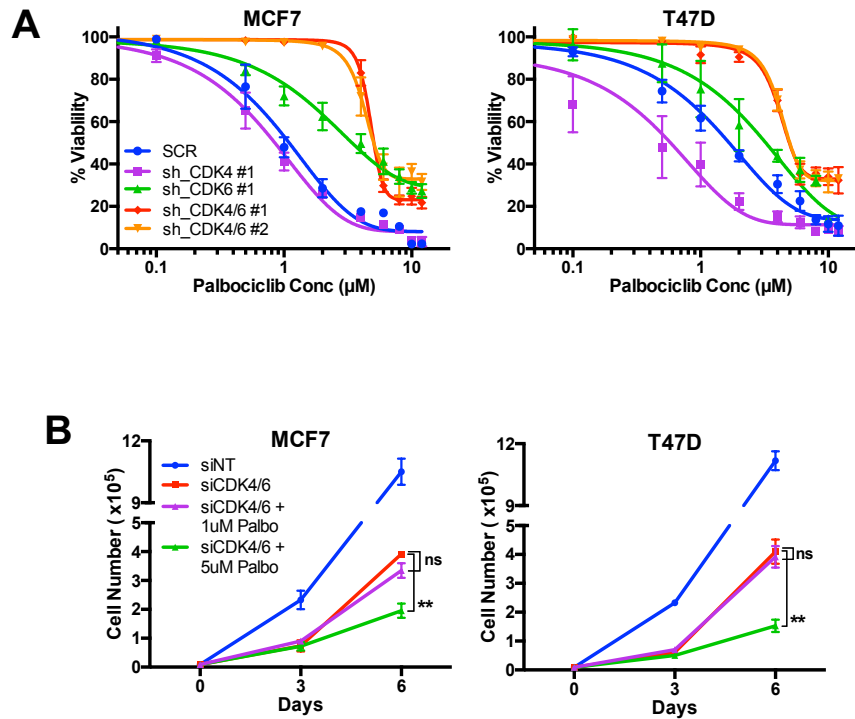 A
MCF7
T47D
% Viablility
100
80
60
40
20
0
SCR
sh_CDK4 #1
sh_CDK6 #1
sh_CDK4/6 #1
sh_CDK4/6 #2
0.1
1
10
Palbociclib Conc (µM)
% Viability
100
80
60
40
20
0
0.1
1
10
Palbociclib Conc (µM)
B
MCF7
T47D
Cell Number ( x10⁵)
12
9
5
4
3
2
1
0
siNT
siCDK4/6
siCDK4/6 +
1uM Palbo
siCDK4/6 +
5uM Palbo
ns
**
0
3
6
Days
Cell Number ( x10⁵)
12
9
5
4
3
2
1
0
ns
**
0
3
6
Days